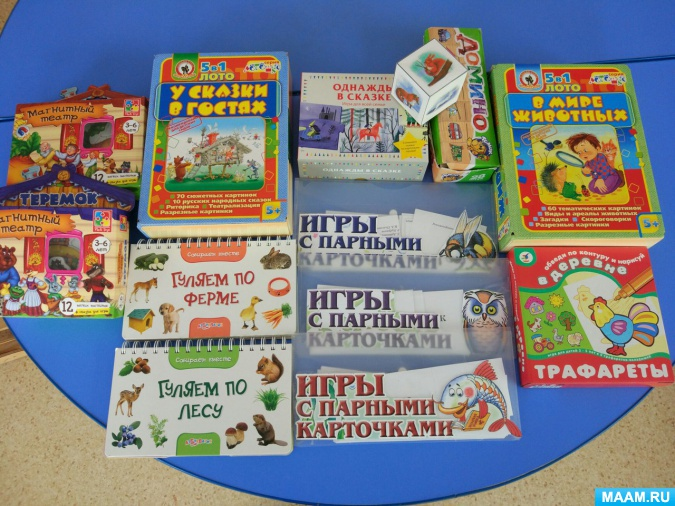 Магнитный
театр
3-6
лет
ТЕРЕМОК
Магнитный
театр
3-6
лет
12
5в1
ЛОТО
У СКАЗКИ
В ГОСТЯХ
• 20 сюжетных картинок
• 10 русских народных сказок
Риторика • Театрализация
Разрезные картинки
5+
ОДНАЖДЫ
В СКАЗКЕ
ДОМИНО
5в1
ЛОТО
В МИРЕ
ЖИВОТНЫХ
• 60 тематических картинок
• Виды и ареалы животных
• Загадки • Скороговорки
Разрезные картинки
5+
Собираем вместе
ГУЛЯЕМ ПО
ФЕРМЕ
Собираем вместе
ГУЛЯЕМ ПО
ЛЕСУ
ИГРЫ
С ПАРНЫМИ
КАРТОЧКАМИ
ИГРЫ
С ПАРНЫМИ
КАРТОЧКАМИ
ИГРЫ
С ПАРНЫМИ
КАРТОЧКАМИ
обведи по контуру и нарисуй
в деревне
ТРАФАРЕТЫ
MAAM.RU